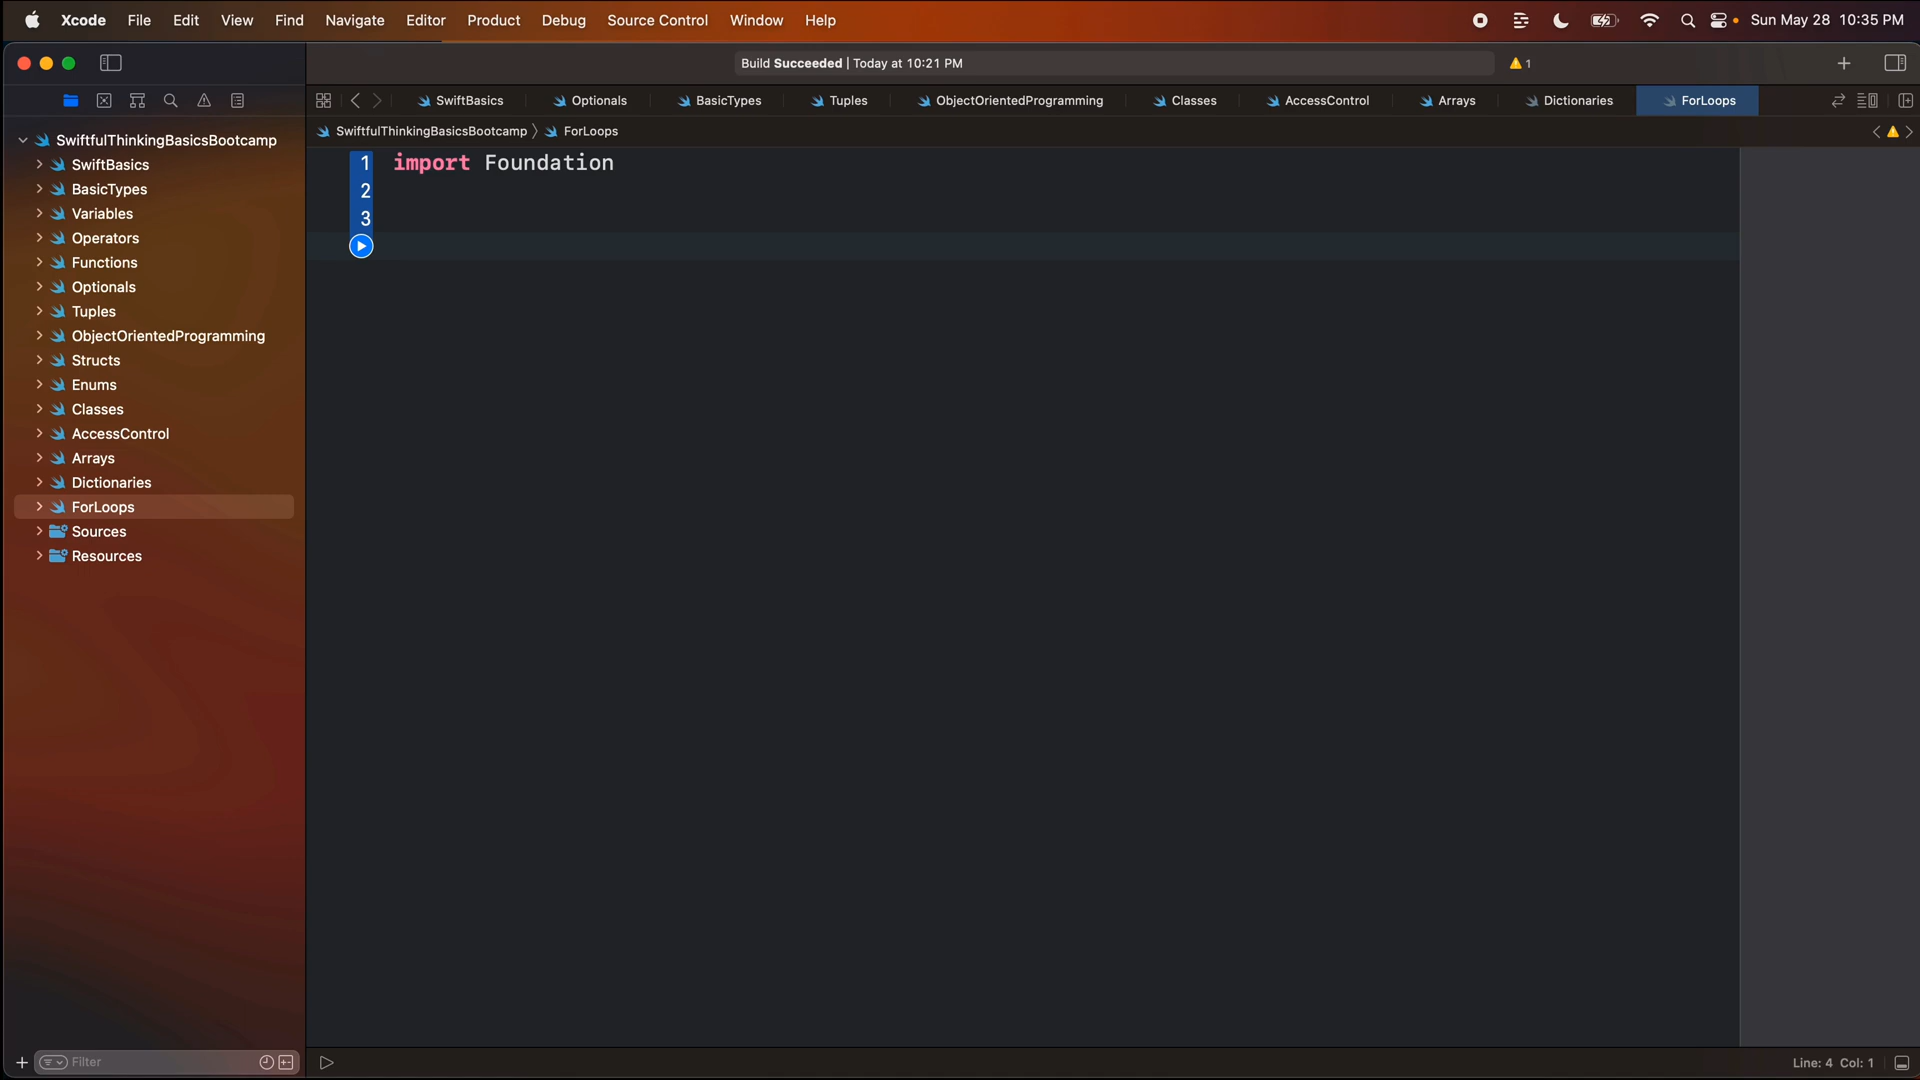 Xcode File Edit View Find Navigate Editor Product Debug Source Control Window Help Sun May 28 10:35 PM
Build Succeeded | Today at 10:21 PM 1
SwiftBasics Optionals BasicTypes Tuples ObjectOrientedProgramming Classes AccessControl Arrays Dictionaries ForLoops
SwiftfulThinkingBasicsBootcamp ForLoops
SwiftfulThinkingBasicsBootcamp
SwiftBasics
BasicTypes
Variables
Operators
Functions
Optionals
Tuples
ObjectOrientedProgramming
Structs
Enums
Classes
AccessControl
Arrays
Dictionaries
ForLoops
Sources
Resources
1 import Foundation
2
3
Filter
Line: 4 Col: 1